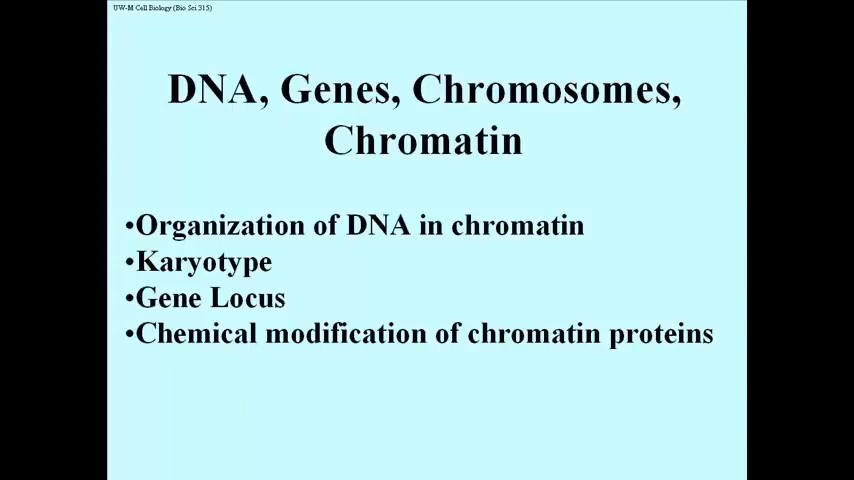 UW-M Cell Biology (Bio Sci 315)
DNA, Genes, Chromosomes,
Chromatin
•Organization of DNA in chromatin
•Karyotype
•Gene Locus
•Chemical modification of chromatin proteins